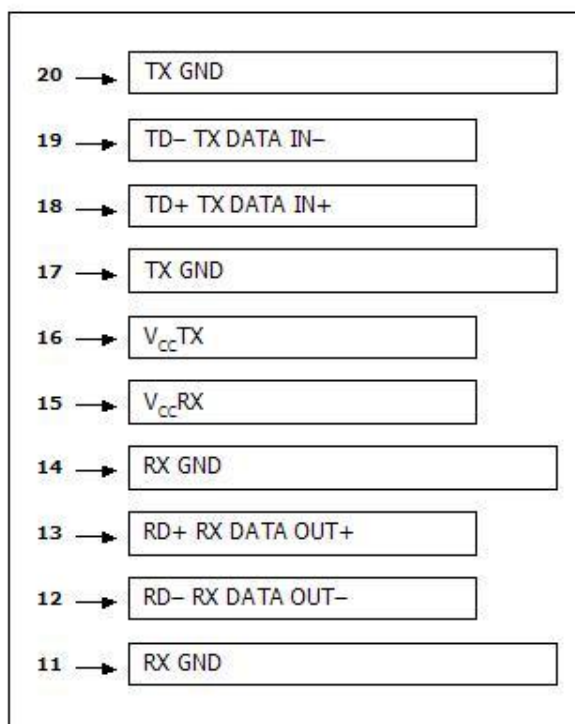 20 TX GND
19 TD– TX DATA IN–
18 TD+ TX DATA IN+
17 TX GND
16 VCCTX
15 VCCRX
14 RX GND
13 RD+ RX DATA OUT+
12 RD– RX DATA OUT–
11 RX GND